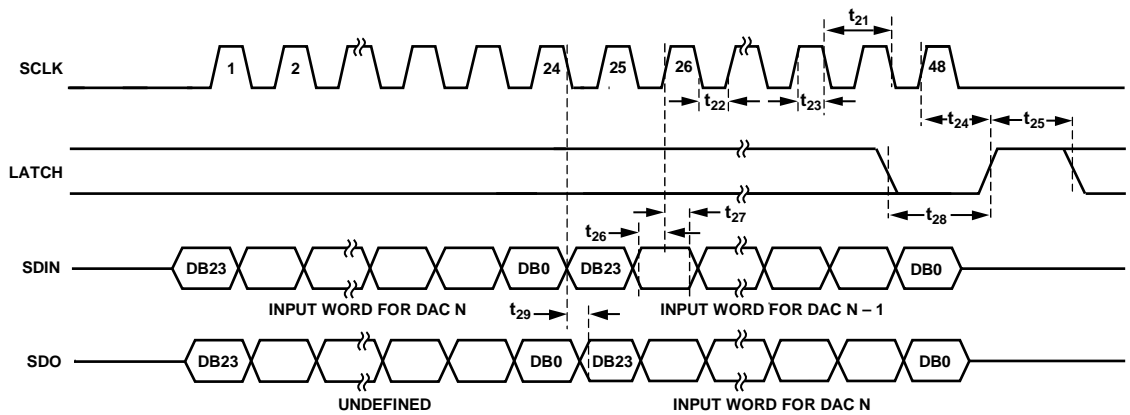 t21
SCLK
1
2
24
25
26
48
t22
t23
t24
t25
LATCH
t28
t27
t26
SDIN
DB23
DB0
DB23
DB0
INPUT WORD FOR DAC N
INPUT WORD FOR DAC N – 1
t29
SDO
DB23
DB0
DB23
DB0
UNDEFINED
INPUT WORD FOR DAC N